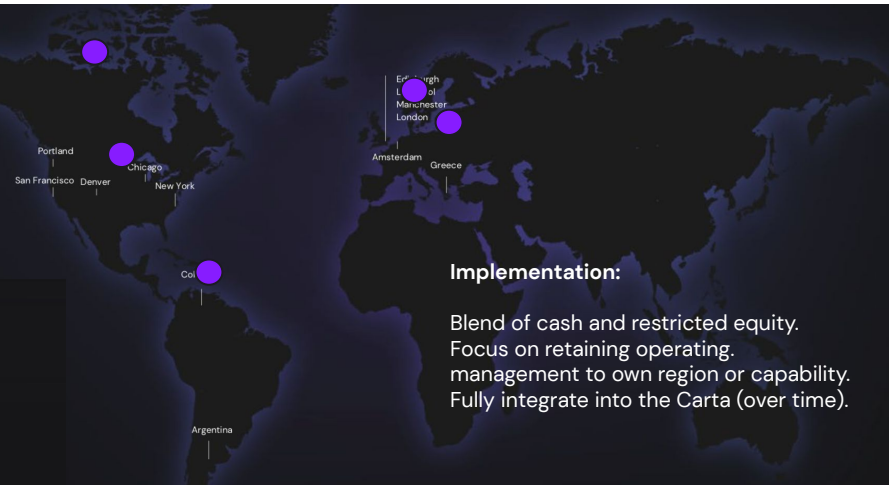 Edinburgh
Manchester
London
Portland
Amsterdam
Chicago
Greece
San Francisco
Denver
New York
Implementation:
Blend of cash and restricted equity.
Focus on retaining operating.
management to own region or capability.
Fully integrate into the Carta (over time).
Argentina